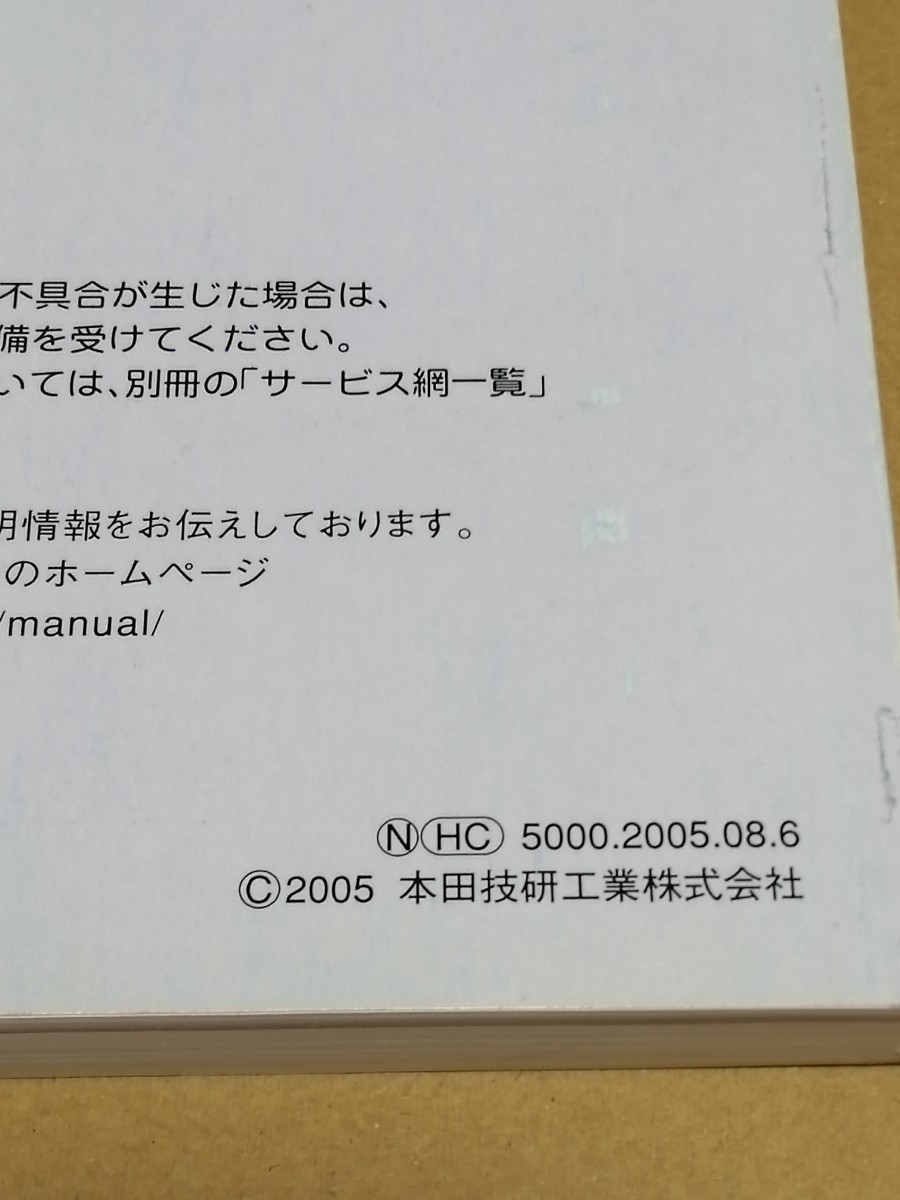 不具合が生じた場合は、
備を受けてください。
いては、別冊の「サービス網一覧」
明情報をお伝えしております。
のホームページ
/manual/
Ⓝ HC 5000.2005.08.6
©2005 本田技研工業株式会社